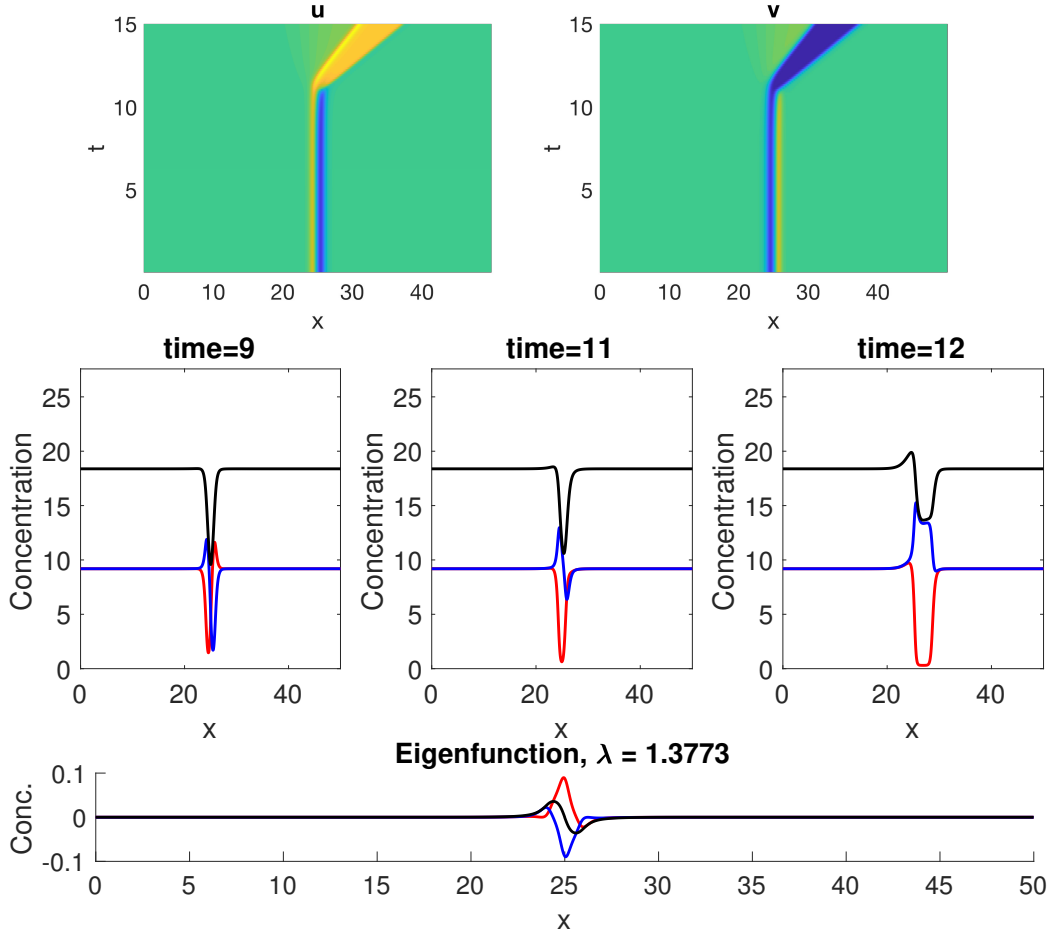 u
v
15
10
5
t
0 10 20 30 40
x
15
10
5
t
0 10 20 30 40
x
time=9
time=11
time=12
25
20
15
10
5
0
Concentration
0 20 40
x
25
20
15
10
5
0
Concentration
0 20 40
x
25
20
15
10
5
0
Concentration
0 20 40
x
Eigenfunction, λ = 1.3773
0.1
0
-0.1
Conc.
0 5 10 15 20 25 30 35 40 45 50
x